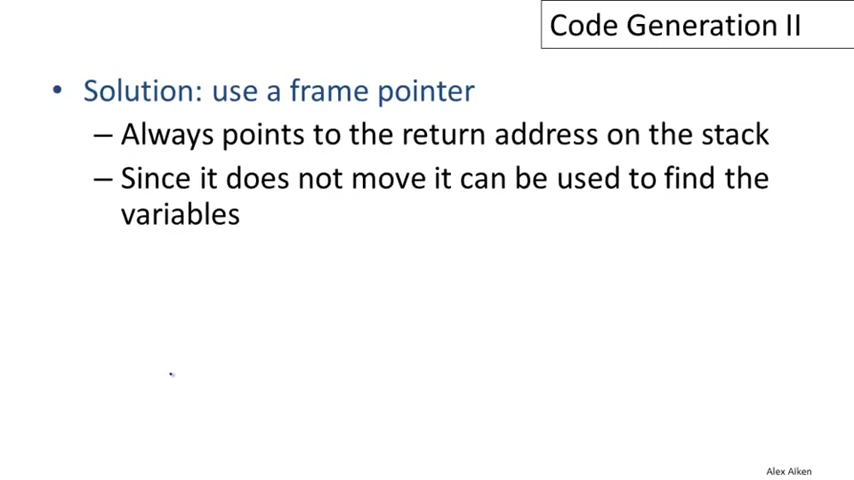 Code Generation II
• Solution: use a frame pointer
– Always points to the return address on the stack
– Since it does not move it can be used to find the
variables
Alex Aiken